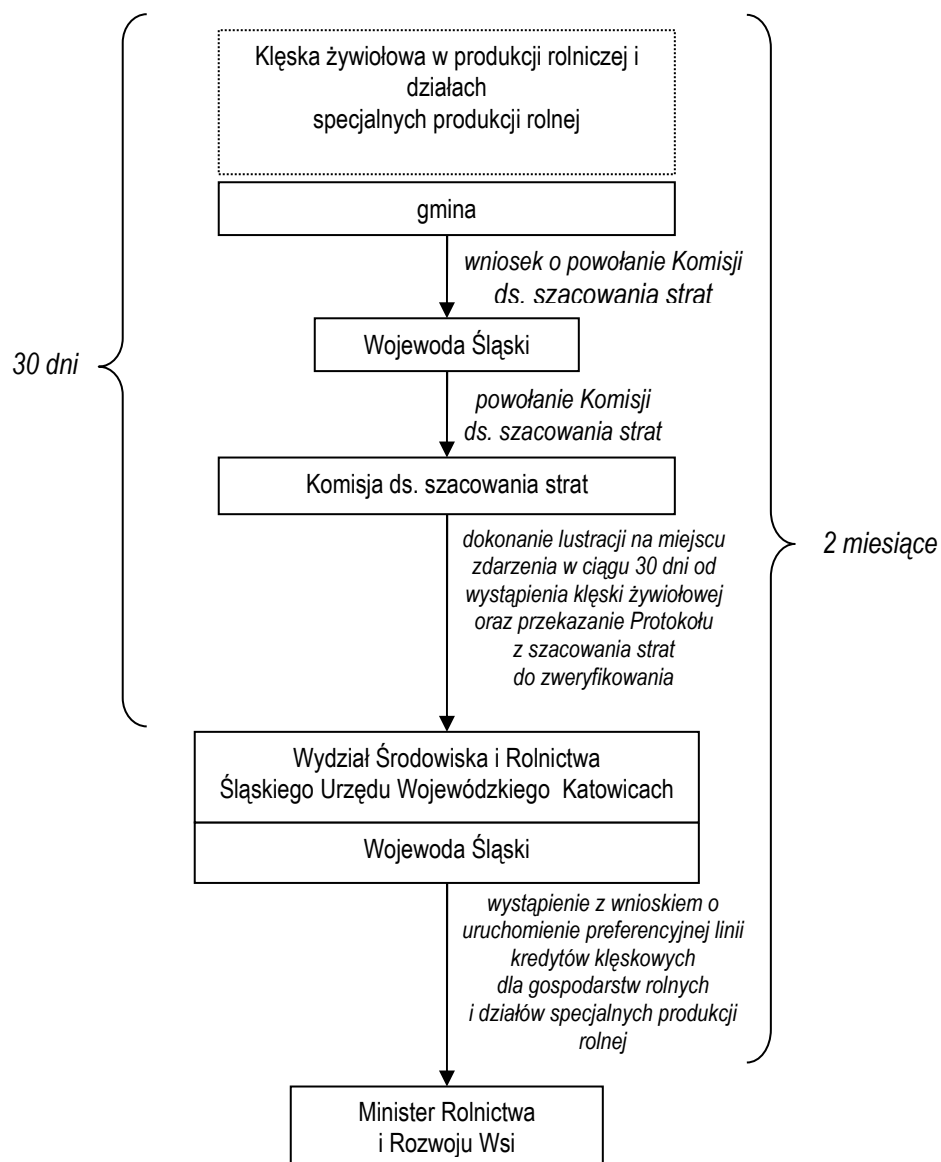 Klęska żywiołowa w produkcji rolniczej i
działach
specjalnych produkcji rolnej
gmina
wniosek o powołanie Komisji
ds. szacowania strat
Wojewoda Śląski
30 dni
powołanie Komisji
ds. szacowania strat
Komisja ds. szacowania strat
dokonanie lustracji na miejscu
zdarzenia w ciągu 30 dni od
wystąpienia klęski żywiołowej
oraz przekazanie Protokołu
z szacowania strat
do zweryfikowania
2 miesiące
Wydział Środowiska i Rolnictwa
Śląskiego Urzędu Wojewódzkiego Katowicach
Wojewoda Śląski
wystąpienie z wnioskiem o
uruchomienie preferencyjnej linii
kredytów klęskowych
dla gospodarstw rolnych
i działów specjalnych produkcji
rolnej
Minister Rolnictwa
i Rozwoju Wsi